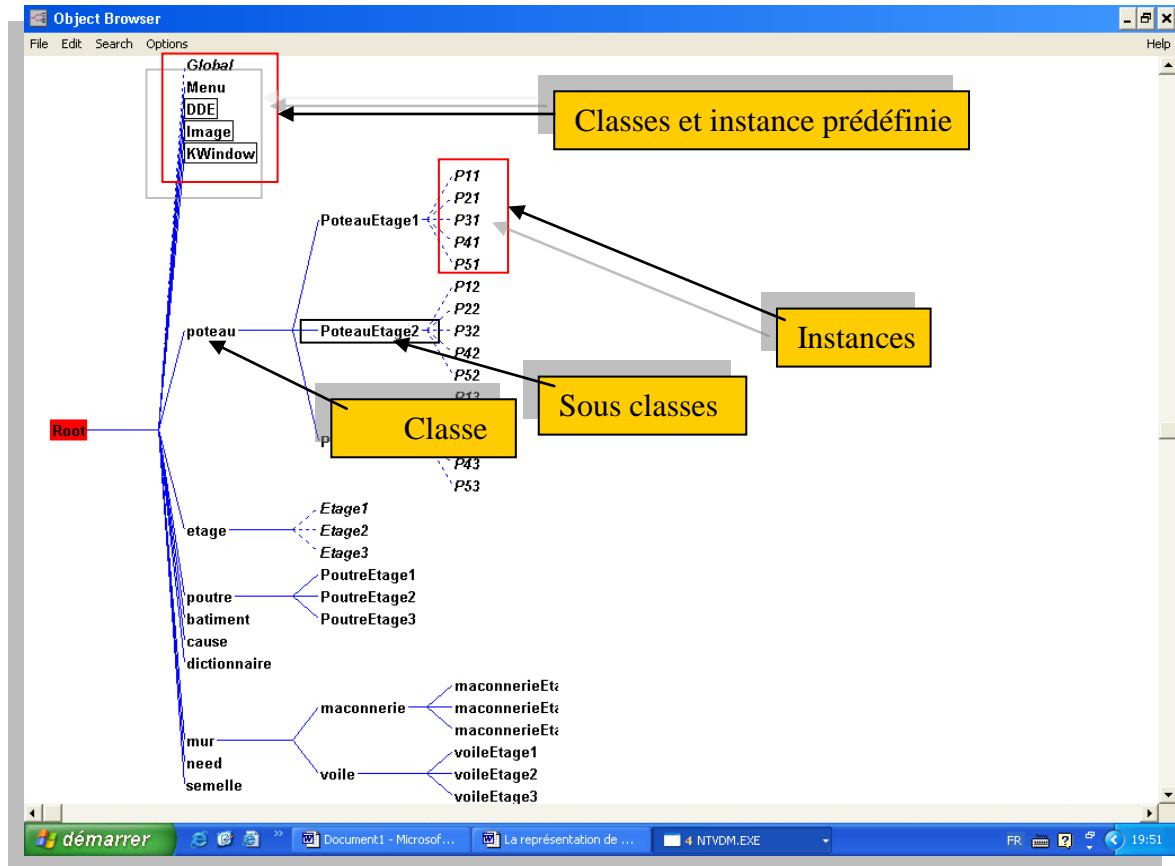 Object Browser
File Edit Search Options Help
Global
Menu
DDE
Image
KWindow
Classes et instance prédéfinie
P11
P21
PoteauEtage1 P31
P41
P51
P12
P22
poteau PoteauEtage2 P32
Instances
P42
P52
Sous classes
Classe
Root
P43
P53
Etage1
etage Etage2
Etage3
PoutreEtage1
poutre PoutreEtage2
batiment PoutreEtage3
cause
dictionnaire
maconnerieEta
maconnerie maconnerieEta
maconnerieEta
mur
voileEtage1
need
voile voileEtage2
semelle
voileEtage3
démarrer » Document1 - Microsof... La représentation de ... 4 NTVDM.EXE FR 19:51